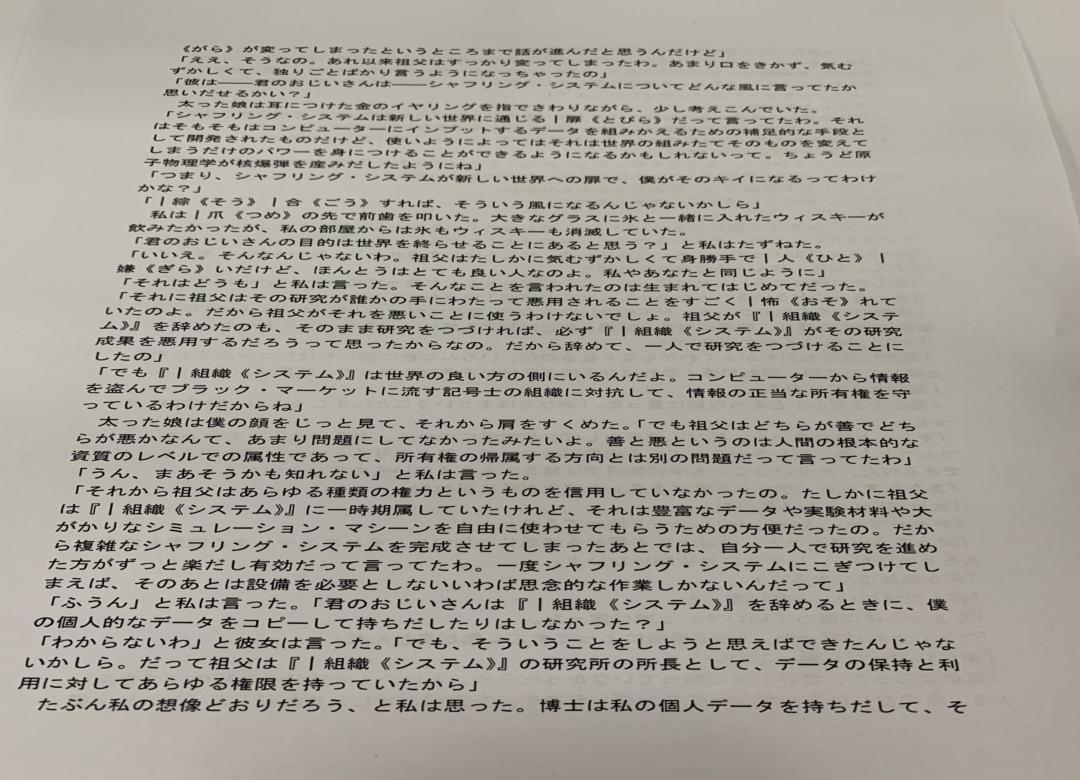 《がら》が変ってしまったというところまで話が進んだと思うんだけど」
「ええ、そうなの。あれ以来祖父はすっかり変ってしまったわ。あまり口をきかず、気む
ずかしくて、独りごとばかり言うようになっちゃったの」
「彼は――君のおじいさんは――シャフリング・システムについてどんな風に言ってたか
思いだせるかい？」
太った娘は耳につけた金のイヤリングを指でさわりながら、少し考えこんでいた。
「シャフリング・システムは新しい世界に通じる|扉《とびら》だって言ってたわ。それ
はそもそもはコンピューターにインプットするデータを組みかえるための補足的な手段と
して開発されたものだけど、使いようによってはそれは世界の組みたてそのものを変えて
しまうだけのパワーを身につけることができるようになるかもしれないって。ちょうど原
子物理学が核爆弾を産みだしたようにね」
「つまり、シャフリング・システムが新しい世界への扉で、僕がそのキイになるってわけ
かな？」
「|綜《そう》|合《ごう》すれば、そういう風になるんじゃないかしら」
私は|爪《つめ》の先で前歯を叩いた。大きなグラスに氷と一緒に入れたウィスキーが
飲みたかったが、私の部屋からは氷もウィスキーも消滅していた。
「君のおじいさんの目的は世界を終らせることにあると思う？」と私はたずねた。
「いいえ。そんなんじゃないわ。祖父はたしかに気むずかしくて身勝手で|人《ひと》|
嫌《ぎら》いだけど、ほんとうはとても良い人なのよ。私やあなたと同じように」
「それはどうも」と私は言った。そんなことを言われたのは生まれてはじめてだった。
「それに祖父はその研究が誰かの手にわたって悪用されることをすごく|怖《おそ》れて
いたのよ。だから祖父がそれを悪いことに使うわけないでしょ。祖父が『|組織《システ
ム》』を辞めたのも、そのまま研究をつづければ、必ず『|組織《システム》』がその研究
成果を悪用するだろうって思ったからなの。だから辞めて、一人で研究をつづけることに
したの」
「でも『|組織《システム》』は世界の良い方の側にいるんだよ。コンピューターから情報
を盗んでブラック・マーケットに流す記号士の組織に対抗して、情報の正当な所有権を守
っているわけだからね」
太った娘は僕の顔をじっと見て、それから肩をすくめた。「でも祖父はどちらが善でどち
らが悪かなんて、あまり問題にしてなかったみたいよ。善と悪というのは人間の根本的な
資質のレベルでの属性であって、所有権の帰属する方向とは別の問題だって言ってたわ」
「うん、まあそうかも知れない」と私は言った。
「それから祖父はあらゆる種類の権力というものを信用していなかったの。たしかに祖父
は『|組織《システム》』に一時期属していたけれど、それは豊富なデータや実験材料や大
がかりなシミュレーション・マシーンを自由に使わせてもらうための方便だったの。だか
ら複雑なシャフリング・システムを完成させてしまったあとでは、自分一人で研究を進め
た方がずっと楽だし有効だって言ってたわ。一度シャフリング・システムにこぎつけてし
まえば、そのあとは設備を必要としないいわば思念的な作業しかないんだって」
「ふうん」と私は言った。「君のおじいさんは『|組織《システム》』を辞めるときに、僕
の個人的なデータをコピーして持ちだしたりはしなかった？」
「わからないわ」と彼女は言った。「でも、そういうことをしようと思えばできたんじゃな
いかしら。だって祖父は『|組織《システム》』の研究所の所長として、データの保持と利
用に対してあらゆる権限を持っていたから」
たぶん私の想像どおりだろう、と私は思った。博士は私の個人データを持ちだして、そ